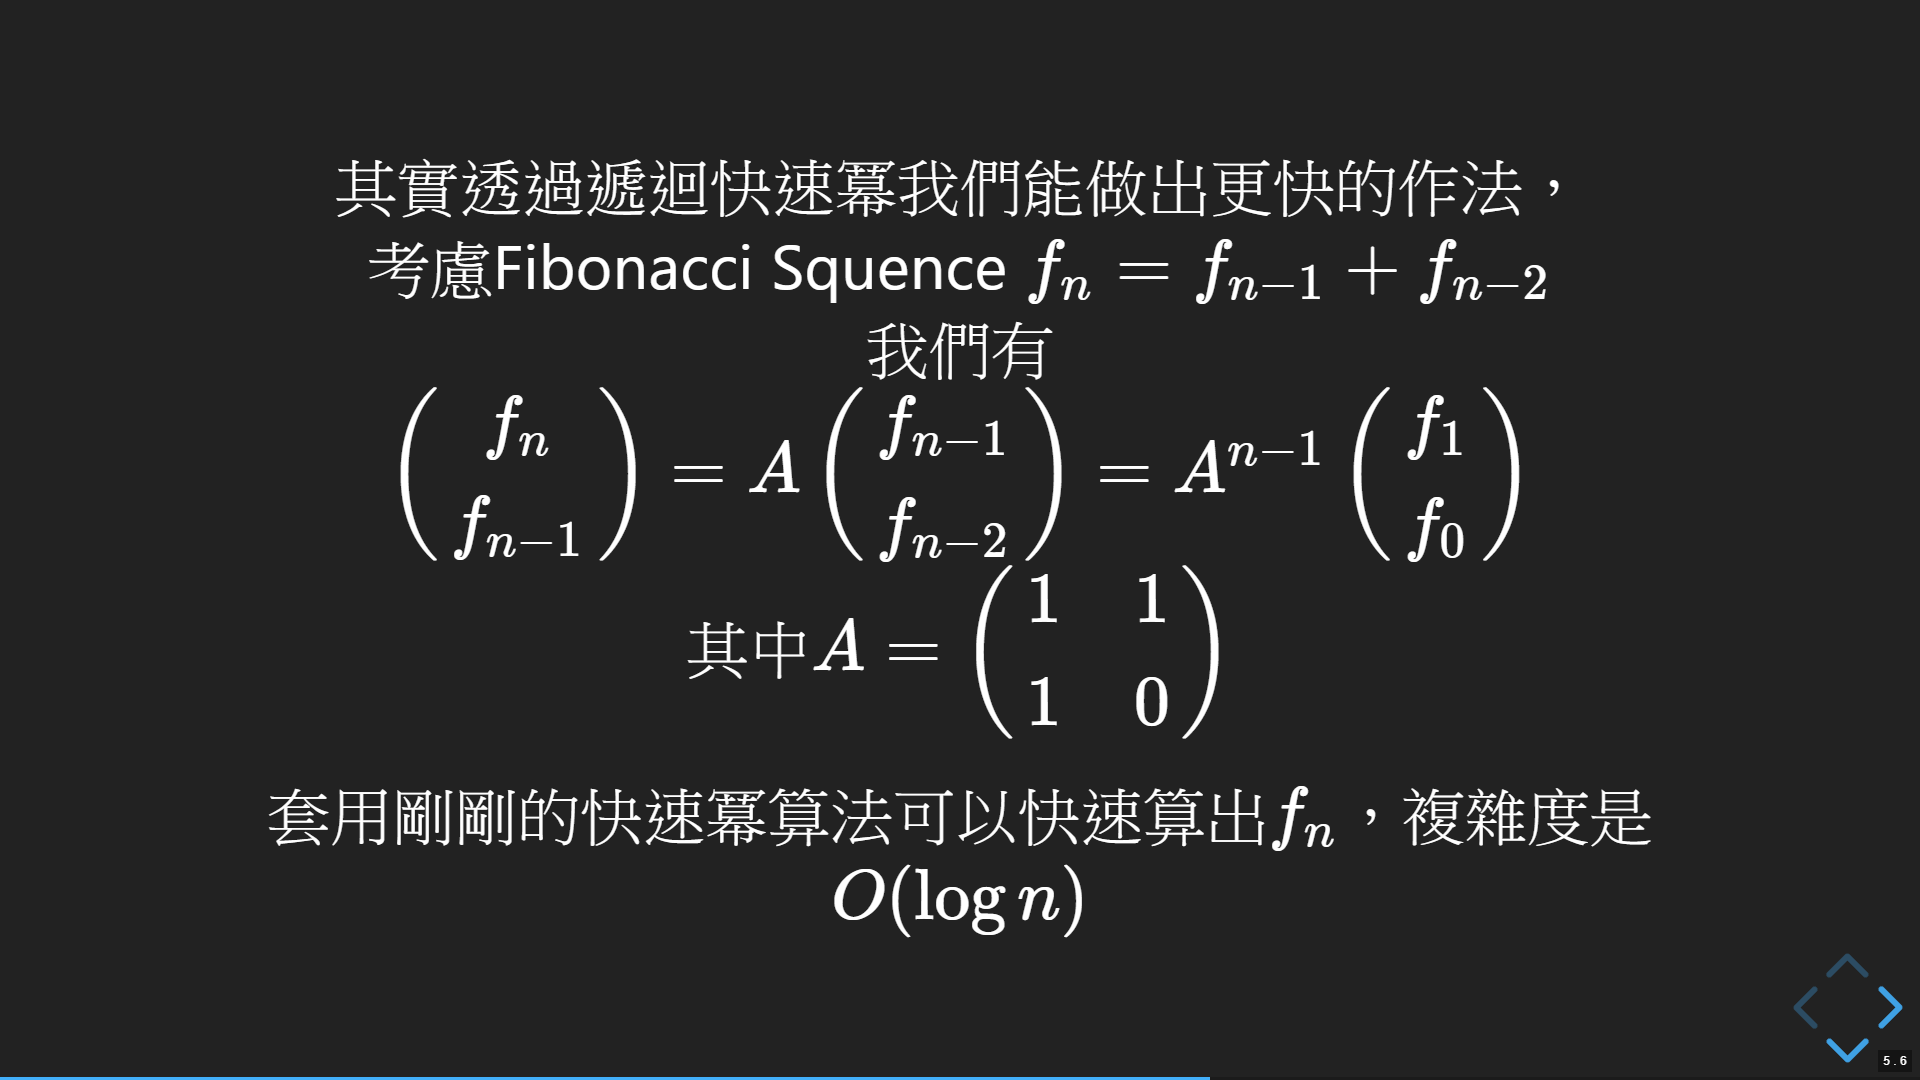 其實透過遞迴快速冪我們能做出更快的作法，
考慮Fibonacci Squence $f_n = f_{n-1} + f_{n-2}$
我們有
$\begin{pmatrix} f_n \\ f_{n-1} \end{pmatrix} = A \begin{pmatrix} f_{n-1} \\ f_{n-2} \end{pmatrix} = A^{n-1} \begin{pmatrix} f_1 \\ f_0 \end{pmatrix}$
其中$A = \begin{pmatrix} 1 & 1 \\ 1 & 0 \end{pmatrix}$
套用剛剛的快速冪算法可以快速算出$f_n$，複雜度是
$O(\log n)$
5.6